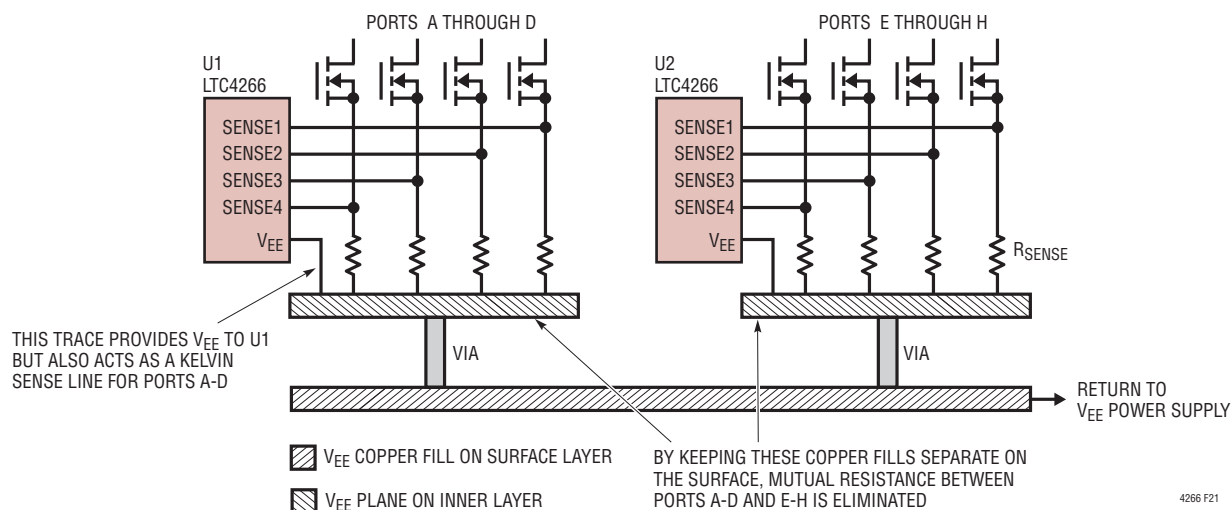 PORTS A THROUGH D
PORTS E THROUGH H
U1
LTC4266
SENSE1
SENSE2
SENSE3
SENSE4
VEE
U2
LTC4266
SENSE1
SENSE2
SENSE3
SENSE4
VEE
RSENSE
THIS TRACE PROVIDES VEE TO U1
BUT ALSO ACTS AS A KELVIN
SENSE LINE FOR PORTS A-D
VIA
VIA
RETURN TO
VEE POWER SUPPLY
VEE COPPER FILL ON SURFACE LAYER
VEE PLANE ON INNER LAYER
BY KEEPING THESE COPPER FILLS SEPARATE ON
THE SURFACE, MUTUAL RESISTANCE BETWEEN
PORTS A-D AND E-H IS ELIMINATED
4266 F21